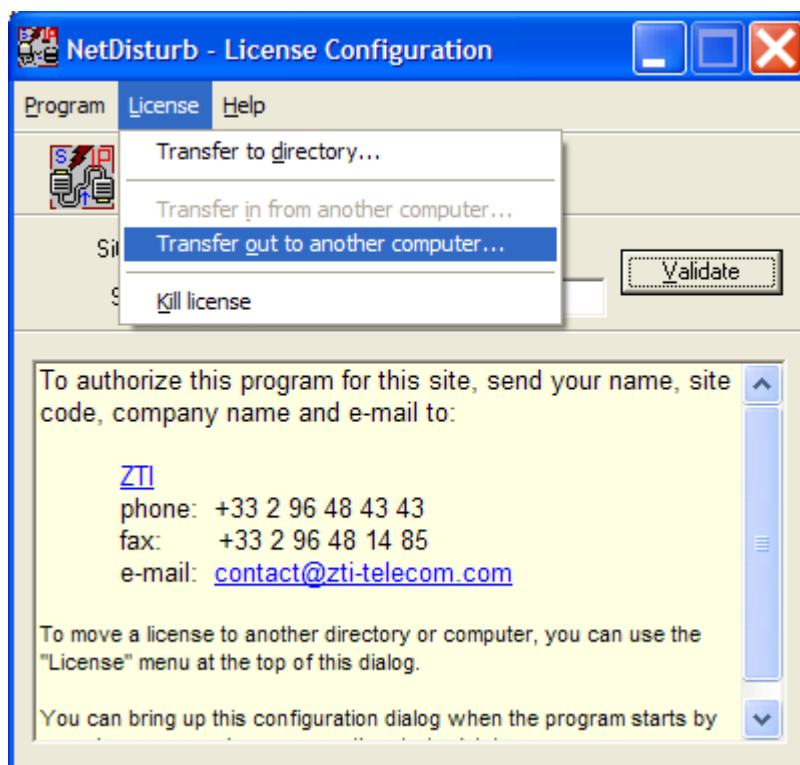 NetDisturb - License Configuration
Program License Help
Transfer to directory...
Transfer in from another computer...
Transfer out to another computer...
Kill license
Validate
To authorize this program for this site, send your name, site
code, company name and e-mail to:
ZTI
phone: +33 2 96 48 43 43
fax: +33 2 96 48 14 85
e-mail: contact@zti-telecom.com
To move a license to another directory or computer, you can use the
"License" menu at the top of this dialog.
You can bring up this configuration dialog when the program starts by